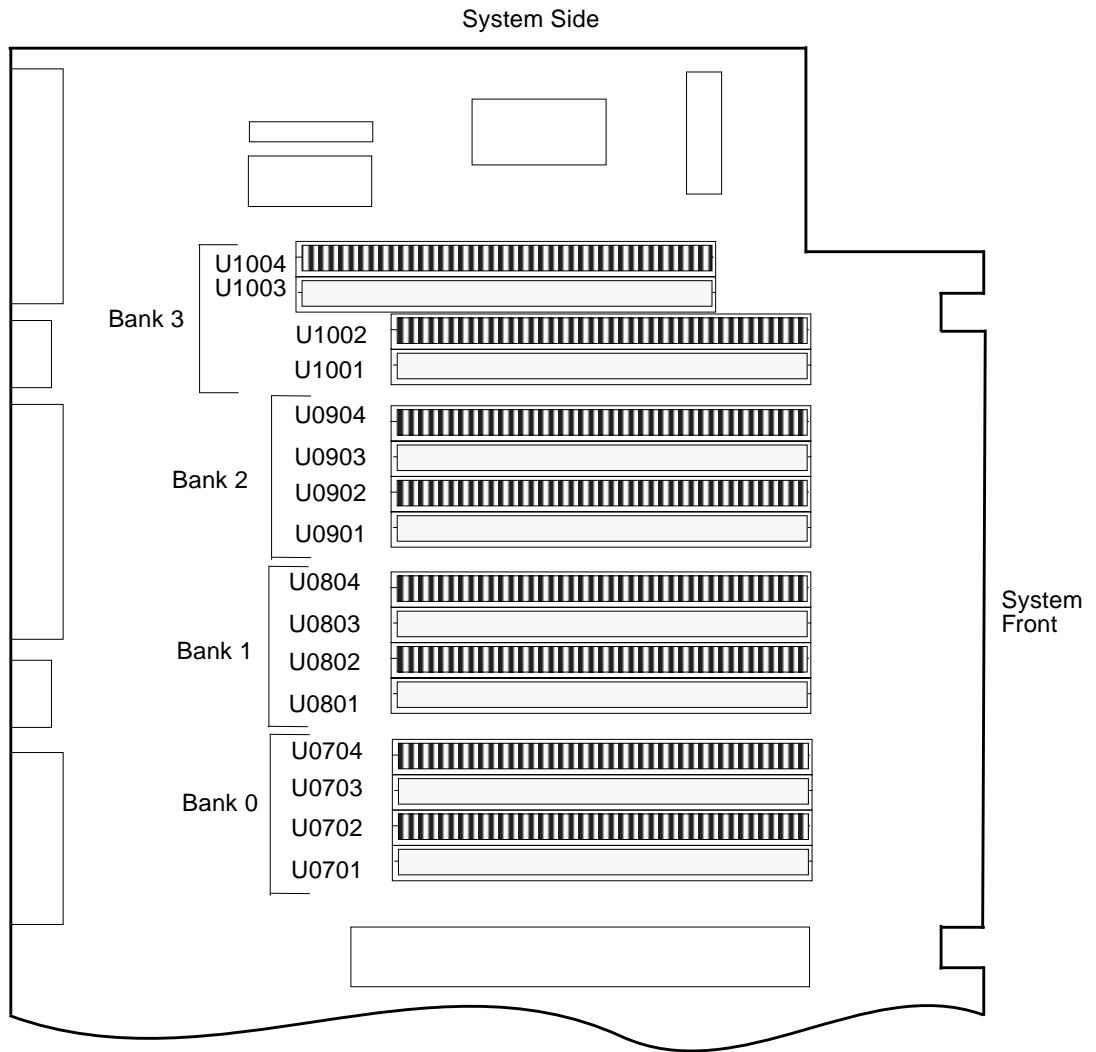 System Side
U1004
U1003
Bank 3
U1002
U1001
U0904
U0903
Bank 2
U0902
U0901
U0804
System
Front
U0803
Bank 1
U0802
U0801
U0704
U0703
Bank 0
U0702
U0701